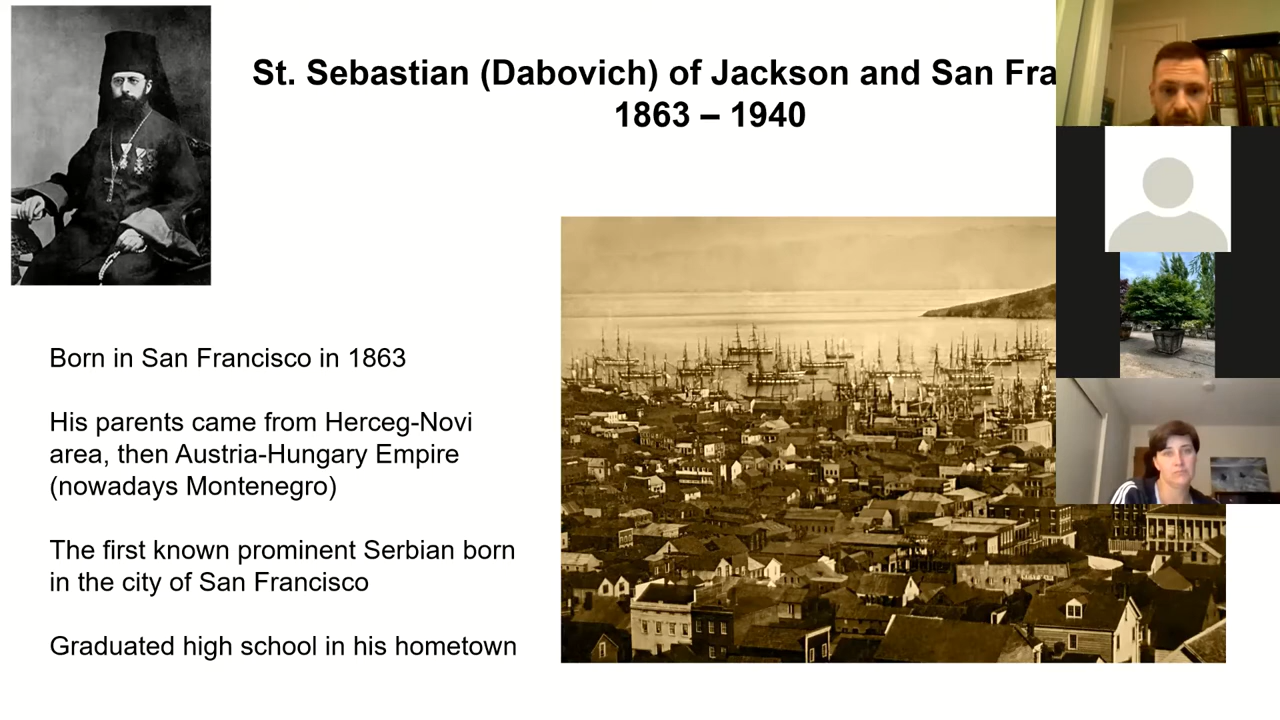 St. Sebastian (Dabovich) of Jackson and San Fra
1863 – 1940
Born in San Francisco in 1863
His parents came from Herceg-Novi
area, then Austria-Hungary Empire
(nowadays Montenegro)
The first known prominent Serbian born
in the city of San Francisco
Graduated high school in his hometown